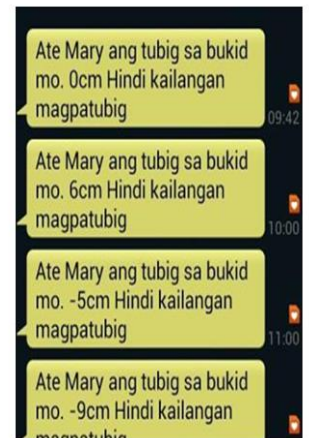 Ate Mary ang tubig sa bukid
mo. 0cm Hindi kailangan
magpatubig
09:42
Ate Mary ang tubig sa bukid
mo. 6cm Hindi kailangan
magpatubig
10:00
Ate Mary ang tubig sa bukid
mo. -5cm Hindi kailangan
magpatubig
11:00
Ate Mary ang tubig sa bukid
mo. -9cm Hindi kailangan
magpatubig